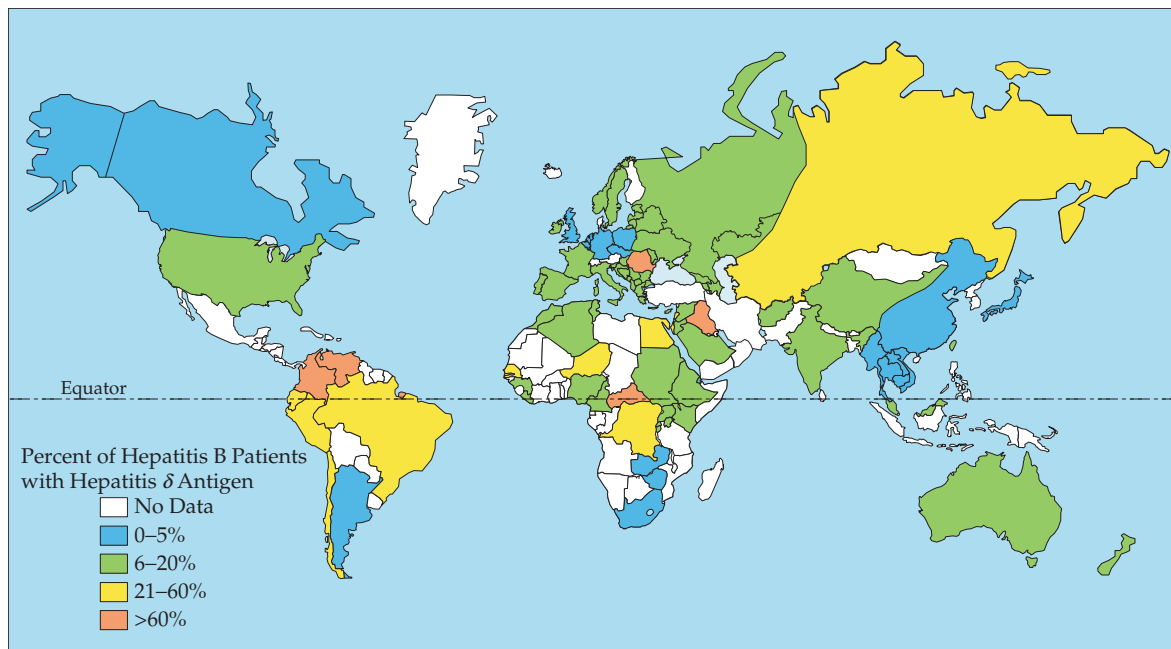 Equator
Percent of Hepatitis B Patients
with Hepatitis δ Antigen
No Data
0–5%
6–20%
21–60%
>60%